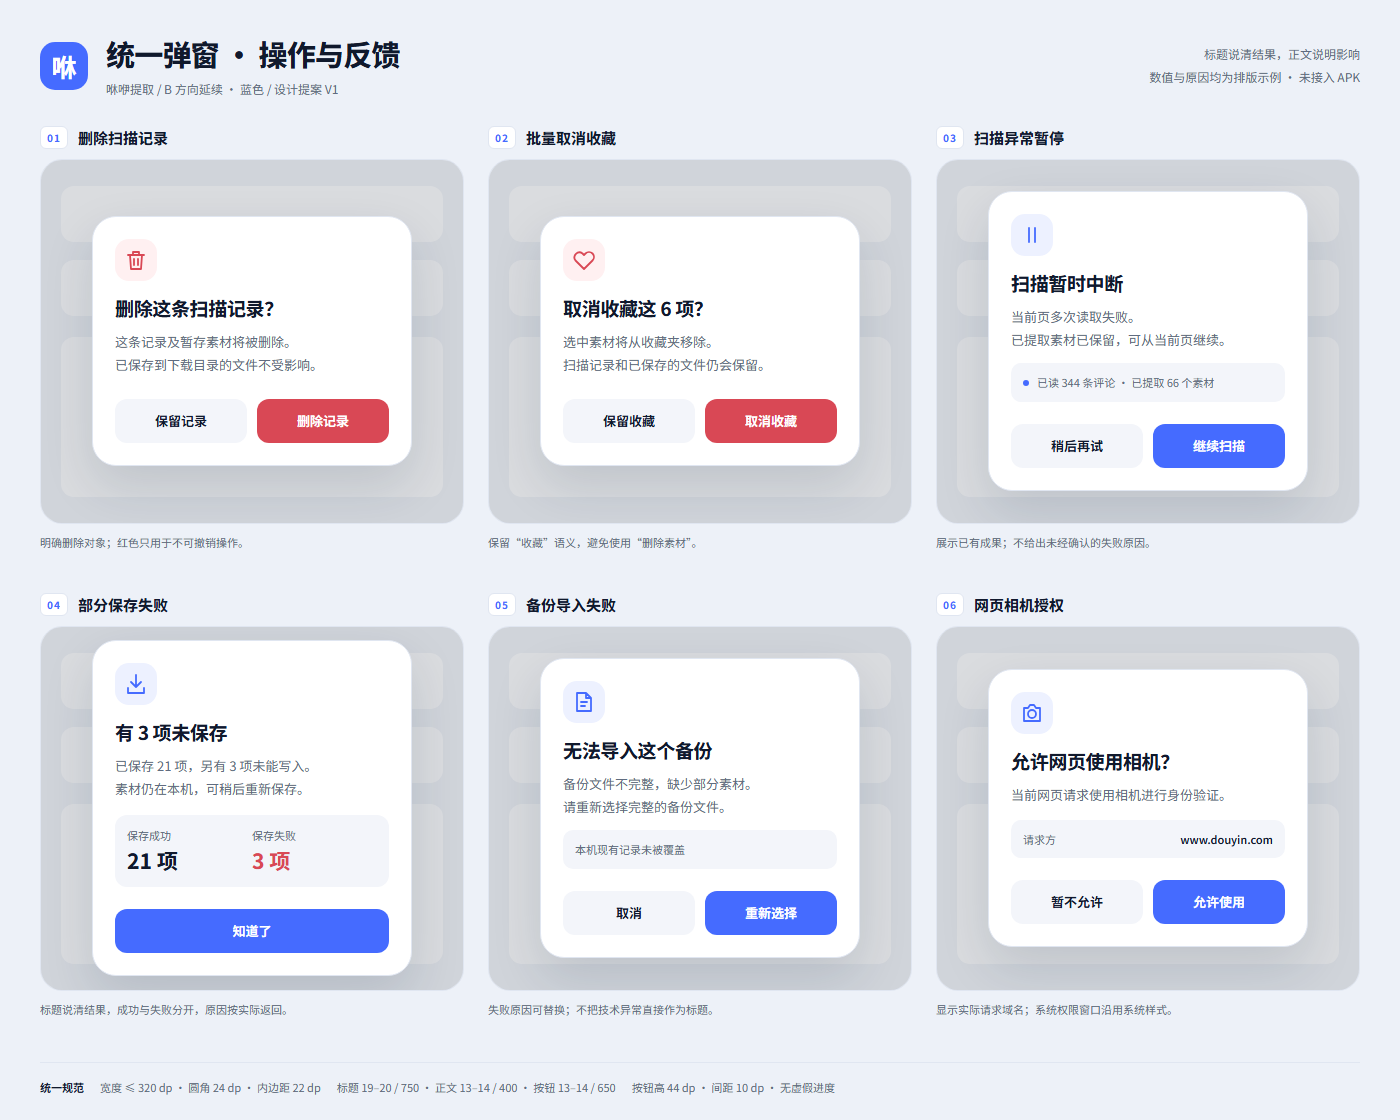 咻
统一弹窗 · 操作与反馈
咻咿提取 / B 方向延续 · 蓝色 / 设计提案 V1
标题说清结果，正文说明影响
数值与原因均为排版示例 · 未接入 APK
01 删除扫描记录
删除这条扫描记录？
这条记录及暂存素材将被删除。
已保存到下载目录的文件不受影响。
保留记录 删除记录
明确删除对象；红色只用于不可撤销操作。
02 批量取消收藏
取消收藏这 6 项？
选中素材将从收藏夹移除。
扫描记录和已保存的文件仍会保留。
保留收藏 取消收藏
保留“收藏”语义，避免使用“删除素材”。
03 扫描异常暂停
扫描暂时中断
当前页多次读取失败。
已提取素材已保留，可从当前页继续。
已读 344 条评论 · 已提取 66 个素材
稍后再试 继续扫描
展示已有成果；不给出未经确认的失败原因。
04 部分保存失败
有 3 项未保存
已保存 21 项，另有 3 项未能写入。
素材仍在本机，可稍后重新保存。
保存成功 保存失败
21 项 3 项
知道了
标题说清结果，成功与失败分开，原因按实际返回。
05 备份导入失败
无法导入这个备份
备份文件不完整，缺少部分素材。
请重新选择完整的备份文件。
本机现有记录未被覆盖
取消 重新选择
失败原因可替换；不把技术异常直接作为标题。
06 网页相机授权
允许网页使用相机？
当前网页请求使用相机进行身份验证。
请求方 www.douyin.com
暂不允许 允许使用
显示实际请求域名；系统权限窗口沿用系统样式。
统一规范 宽度 ≤ 320 dp · 圆角 24 dp · 内边距 22 dp 标题 19–20 / 750 · 正文 13–14 / 400 · 按钮 13–14 / 650 按钮高 44 dp · 间距 10 dp · 无虚假进度